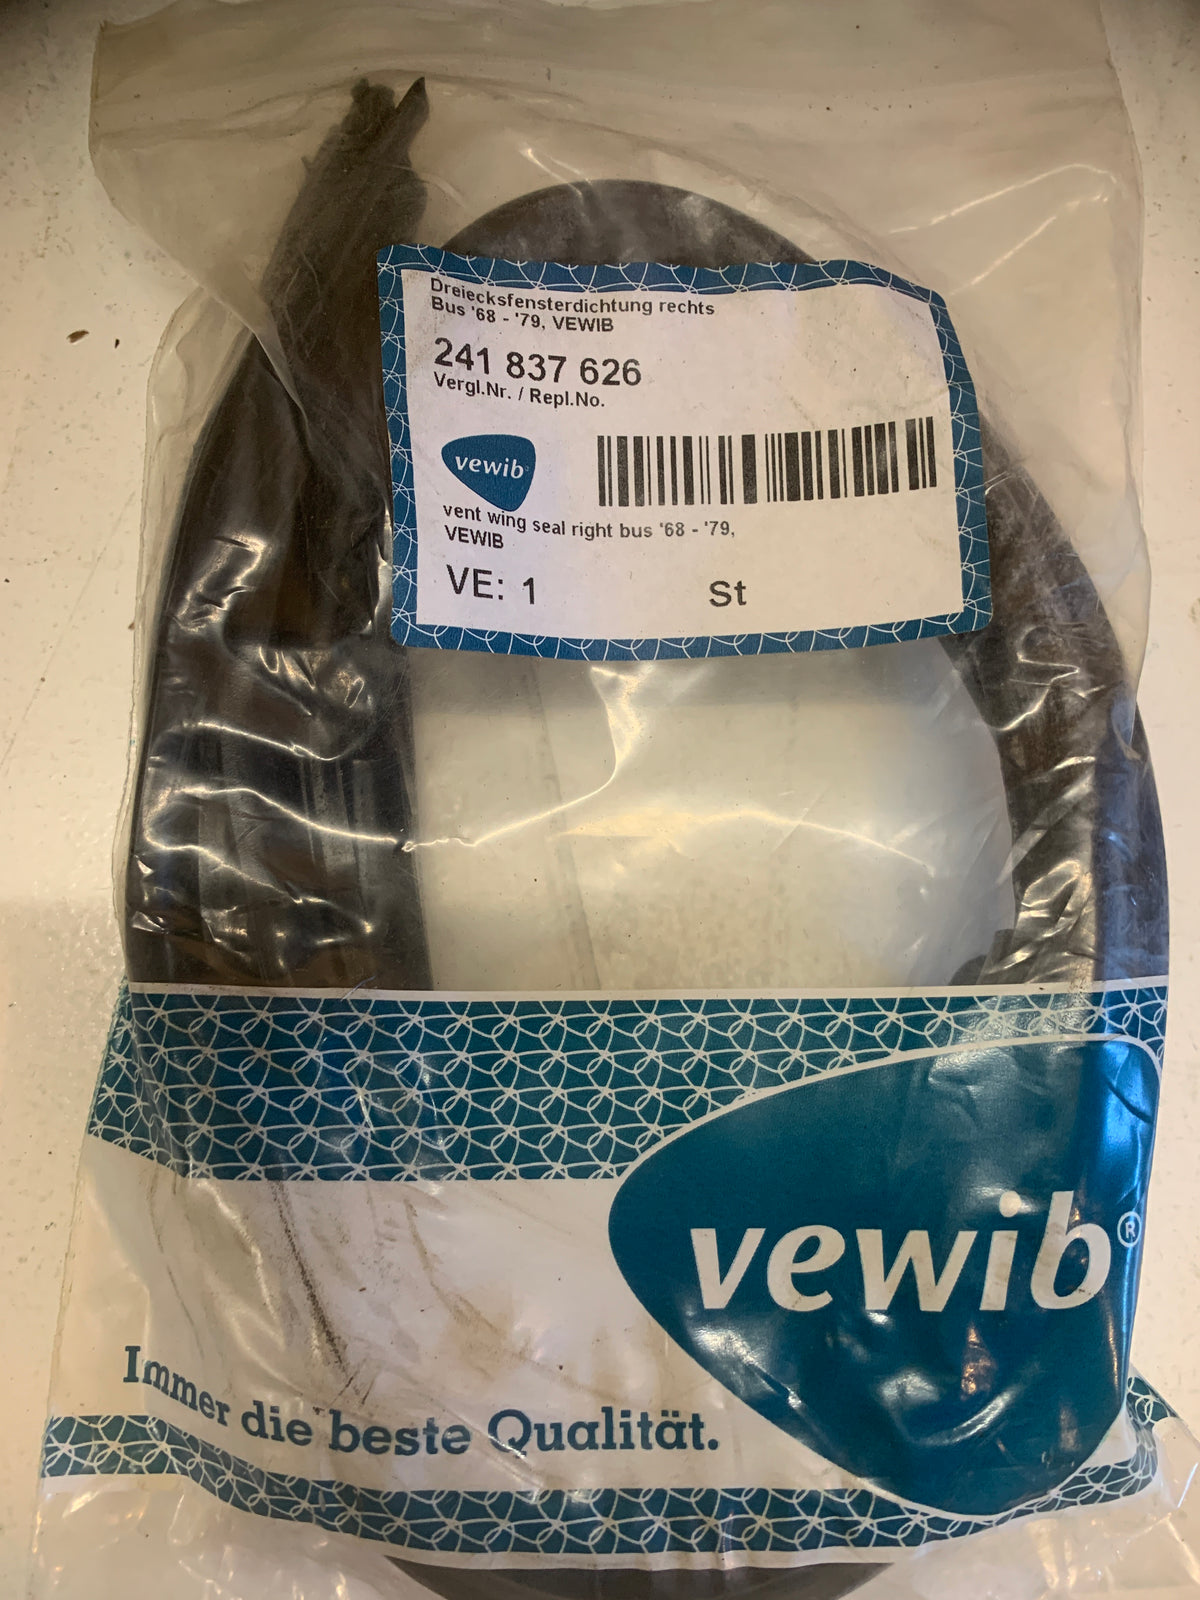 Dreiecksfensterdichtung rechts
Bus '68 - '79, VEWIB
241 837 626
Vergl.Nr. / Repl.No.
vewib
vent wing seal right bus '68 - '79,
VEWIB
VE: 1 St
vewib®
Immer die beste Qualität.